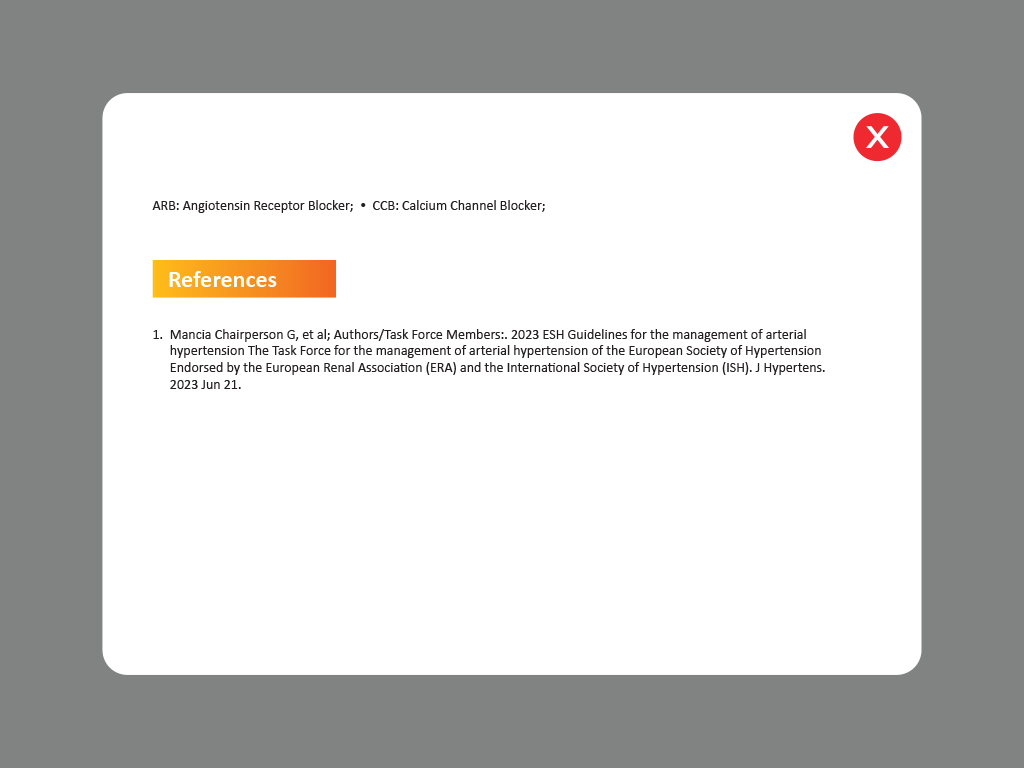 X
ARB: Angiotensin Receptor Blocker; • CCB: Calcium Channel Blocker;
References
1. Mancia Chairperson G, et al; Authors/Task Force Members:. 2023 ESH Guidelines for the management of arterial
hypertension The Task Force for the management of arterial hypertension of the European Society of Hypertension
Endorsed by the European Renal Association (ERA) and the International Society of Hypertension (ISH). J Hypertens.
2023 Jun 21.